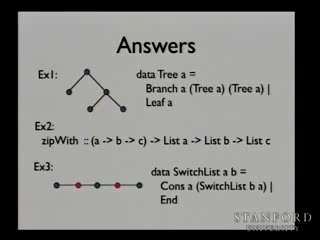 Answers
Ex1:
data Tree a =
Branch a (Tree a) (Tree a) |
Leaf a
Ex2:
zipWith :: (a -> b -> c) -> List a -> List b -> List c
Ex3:
data SwitchList a b =
Cons a (SwitchList b a) |
End
STANFORD
UNIVERSITY